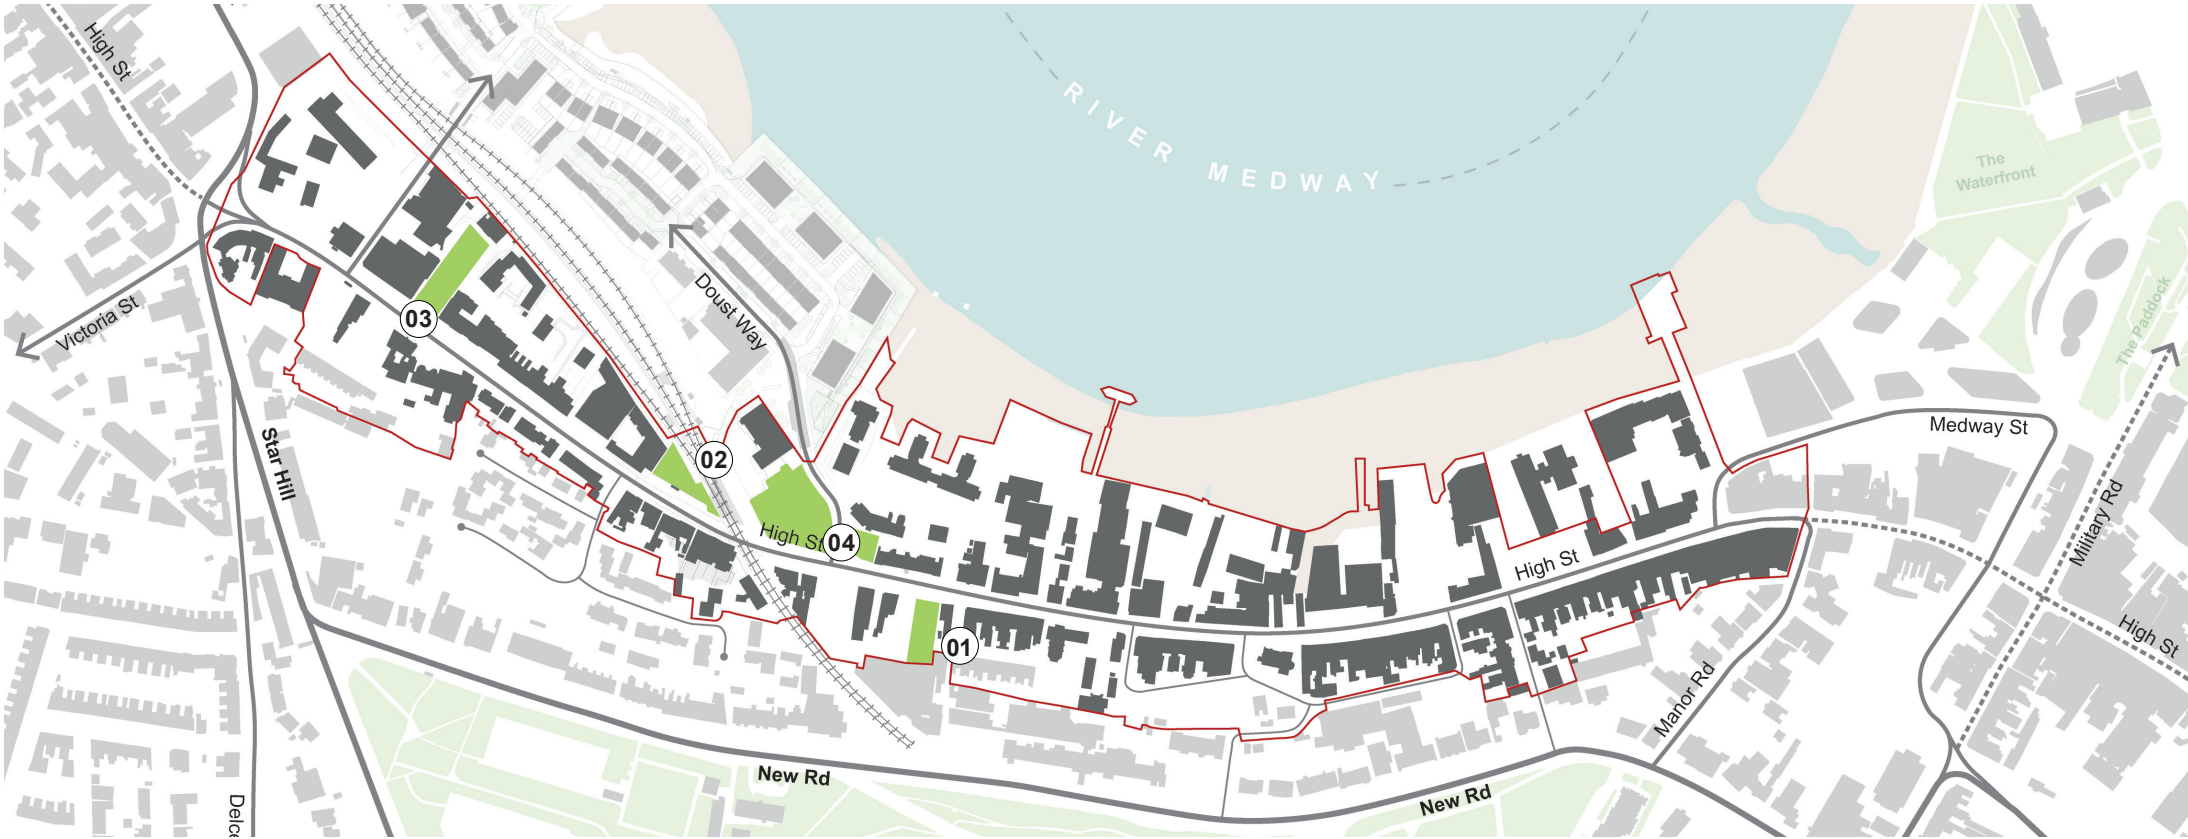 High St
RIVER MEDWAY
The
Waterfront
The Paddock
Victoria St
03
Doust Way
Star Hill
02
High St
04
01
High St
Medway St
Military Rd
High St
Manor Rd
New Rd
New Rd
Delce